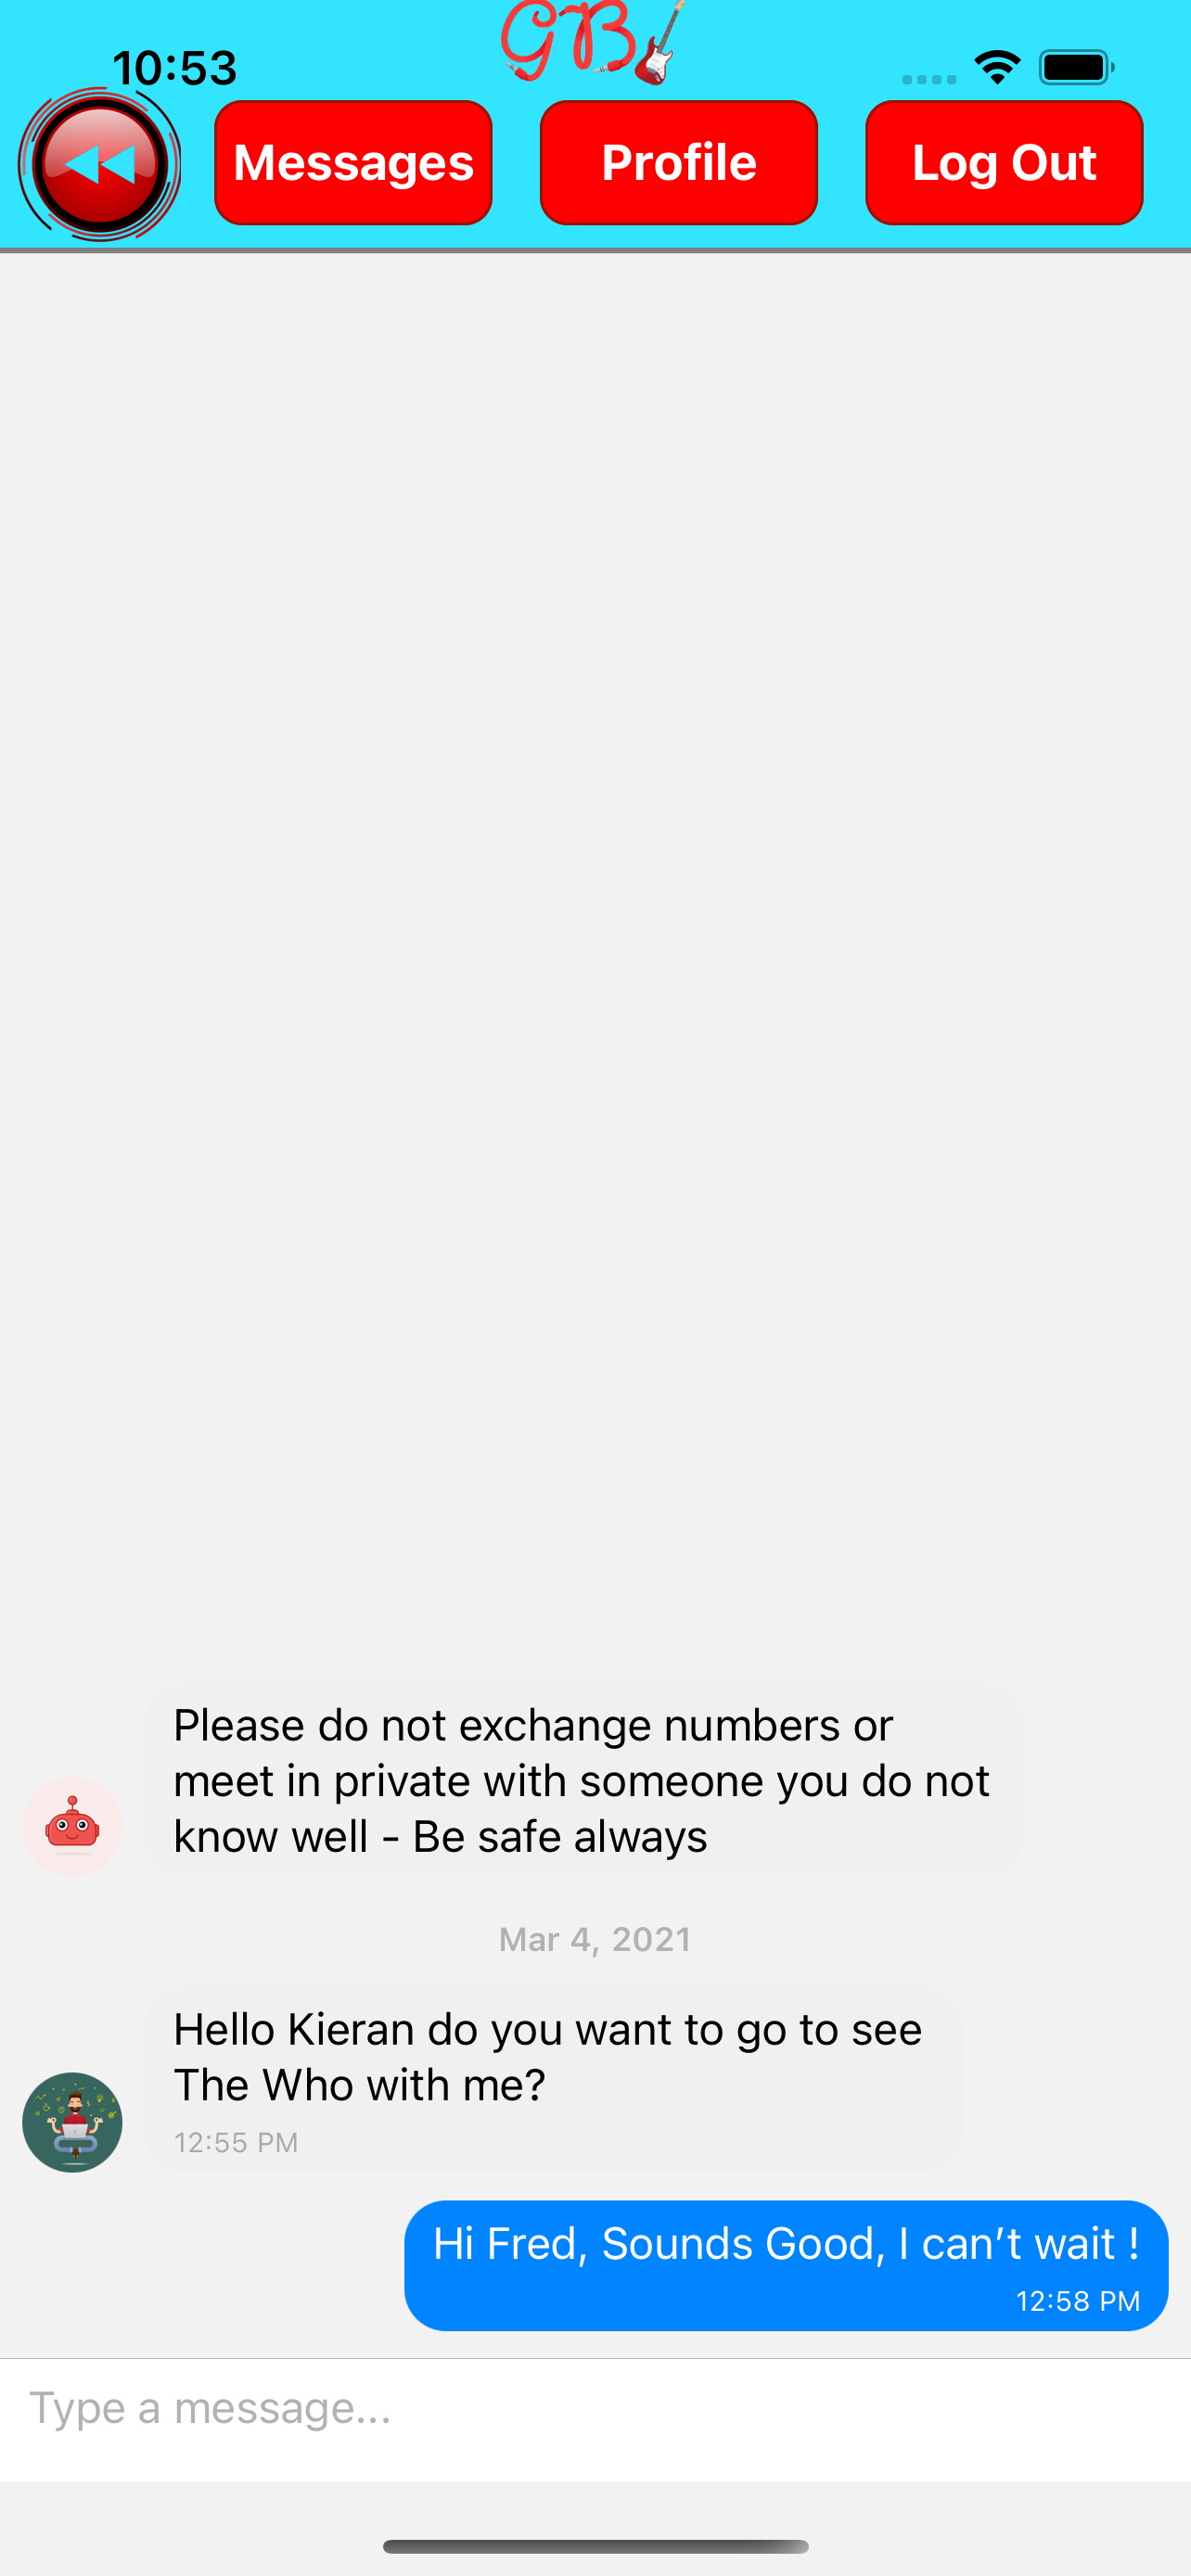 GB
10:53
Messages
Profile
Log Out
Please do not exchange numbers or
meet in private with someone you do not
know well - Be safe always
Mar 4, 2021
Hello Kieran do you want to go to see
The Who with me?
12:55 PM
Hi Fred, Sounds Good, I can’t wait !
12:58 PM
Type a message...